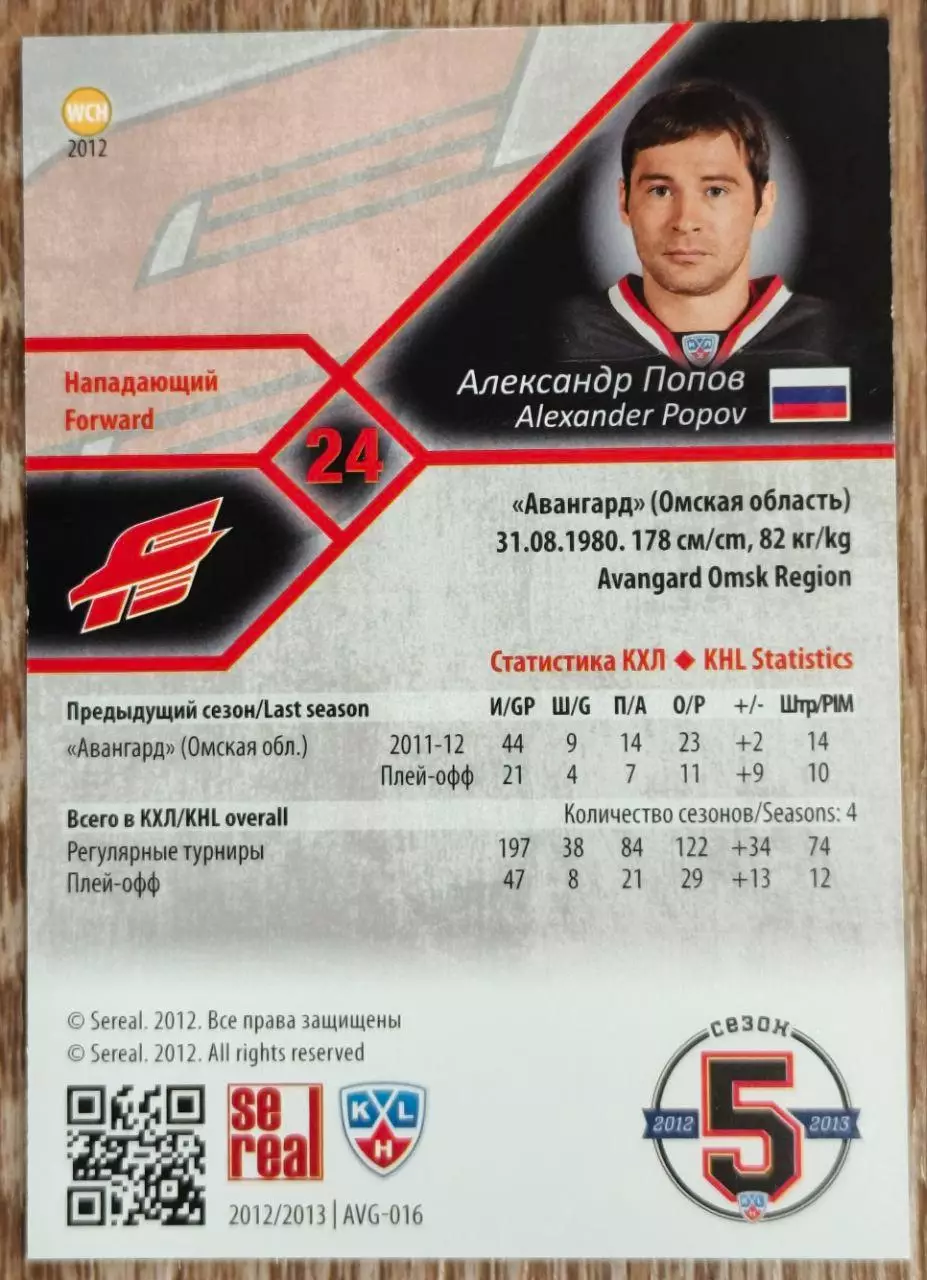 WCH
2012
Нападающий
Forward
24
Александр Попов
Alexander Popov
«Авангард» (Омская область)
31.08.1980. 178 см/cm, 82 кг/kg
Avangard Omsk Region
Статистика КХЛ ◆ KHL Statistics
Предыдущий сезон/Last season И/GP Ш/G П/A О/P +/- Штр/PIM
«Авангард» (Омская обл.) 2011-12 44 9 14 23 +2 14
Плей-офф 21 4 7 11 +9 10
Всего в КХЛ/KHL overall Количество сезонов/Seasons: 4
Регулярные турниры 197 38 84 122 +34 74
Плей-офф 47 8 21 29 +13 12
© Sereal. 2012. Все права защищены
© Sereal. 2012. All rights reserved
se
real
КХЛ
2012/2013 | AVG-016
сезон
2012 5 2013